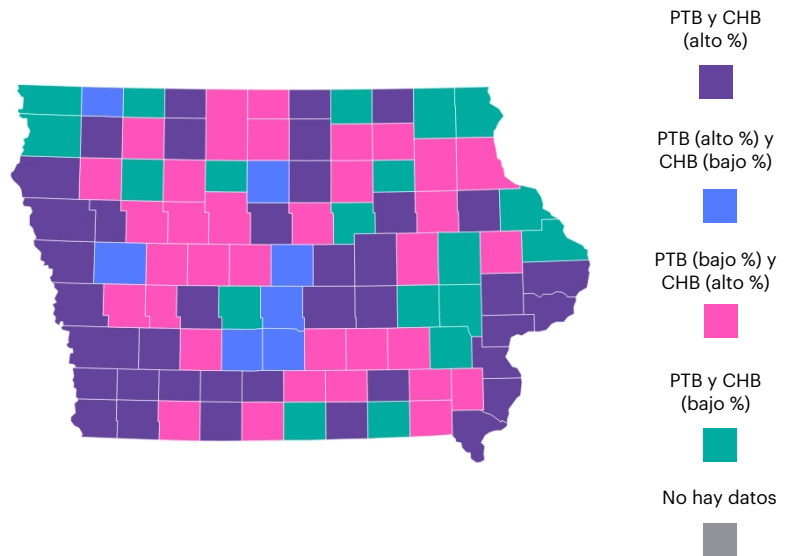 PTB y CHB
(alto %)
PTB (alto %) y
CHB (bajo %)
PTB (bajo %) y
CHB (alto %)
PTB y CHB
(bajo %)
No hay datos